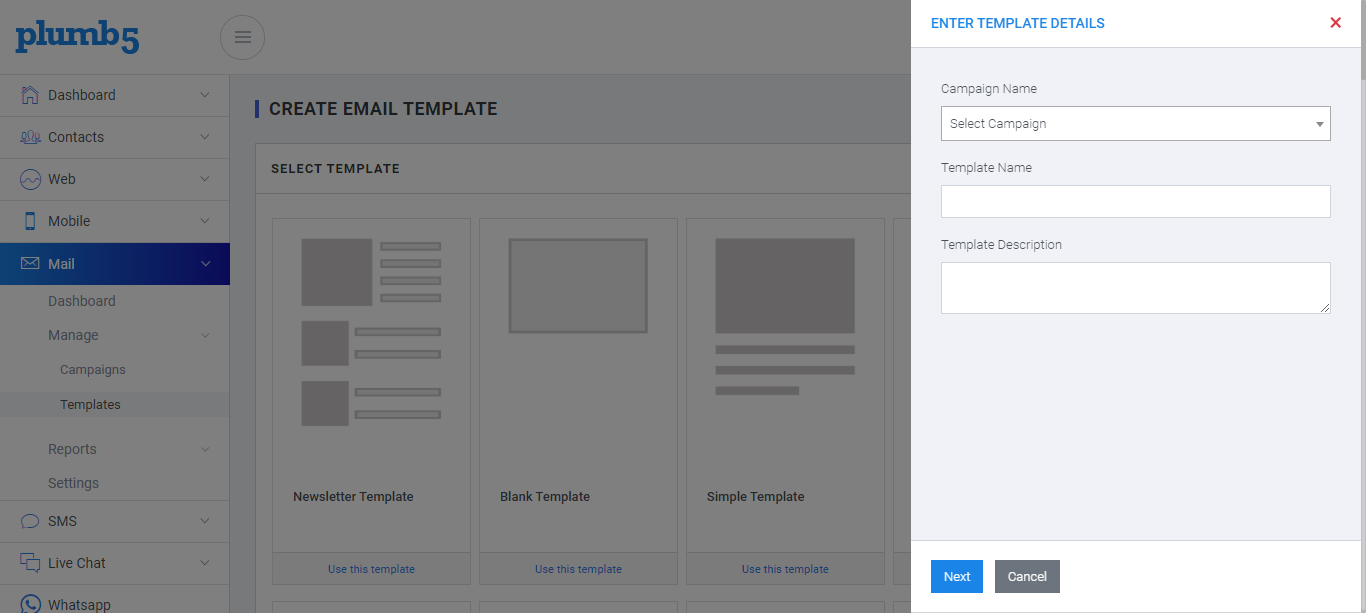 plumb5
Dashboard
Contacts
Web
Mobile
Mail
Dashboard
Manage
Campaigns
Templates
Reports
Settings
SMS
Live Chat
Whatsapp
CREATE EMAIL TEMPLATE
SELECT TEMPLATE
Newsletter Template
Use this template
Blank Template
Use this template
Simple Template
Use this template
ENTER TEMPLATE DETAILS
Campaign Name
Select Campaign
Template Name
Template Description
Next
Cancel